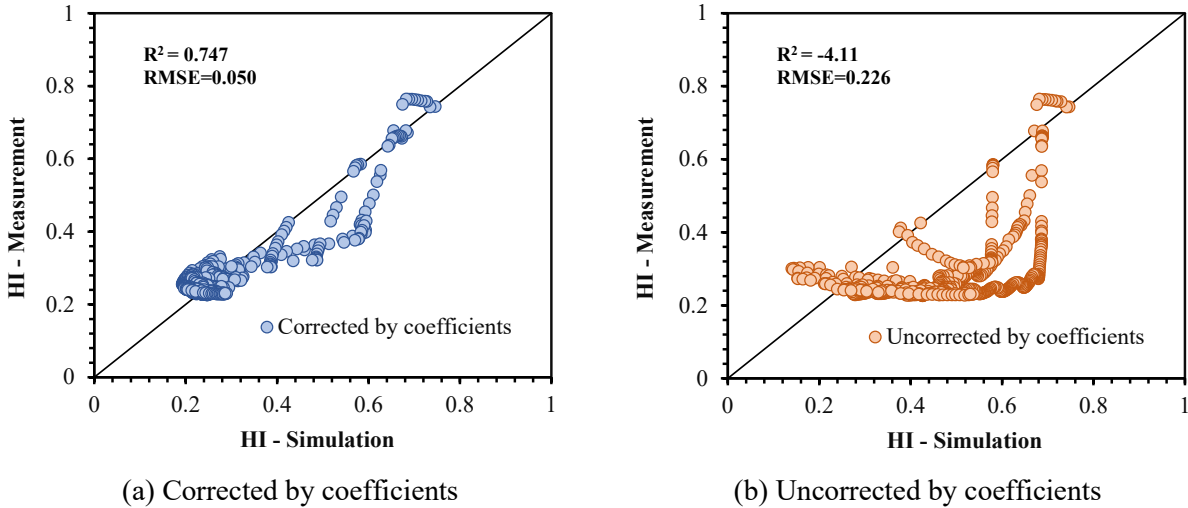 R² = 0.747
RMSE=0.050
1
0.8
0.6
0.4
0.2
0
HI - Measurement
Corrected by coefficients
0 0.2 0.4 0.6 0.8 1
HI - Simulation
(a) Corrected by coefficients
R² = -4.11
RMSE=0.226
1
0.8
0.6
0.4
0.2
0
HI - Measurement
Uncorrected by coefficients
0 0.2 0.4 0.6 0.8 1
HI - Simulation
(b) Uncorrected by coefficients